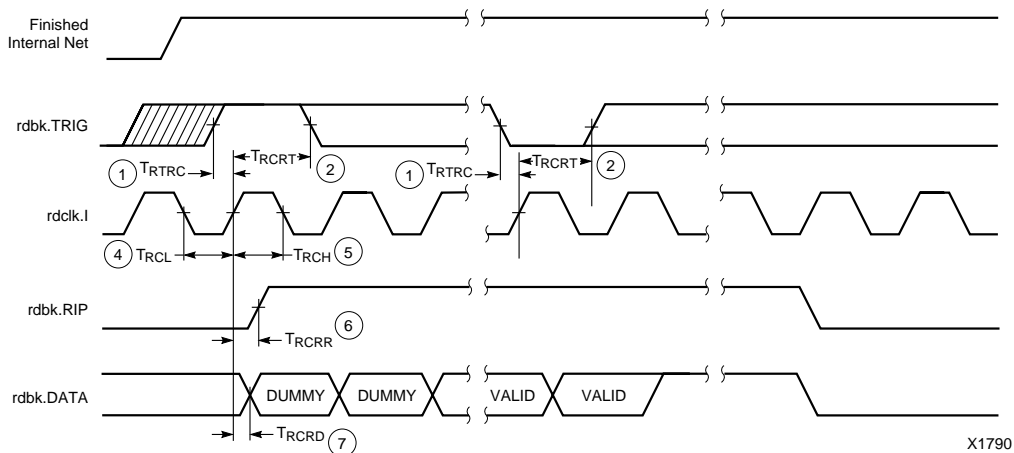 Finished
Internal Net
rdbk.TRIG
TRCRT
2
1
TRTRC
TRCRT
2
1
TRTRC
rdclk.I
4
TRCL
TRCH
5
rdbk.RIP
6
TRCRR
rdbk.DATA
DUMMY
DUMMY
VALID
VALID
TRCRD
7
X1790